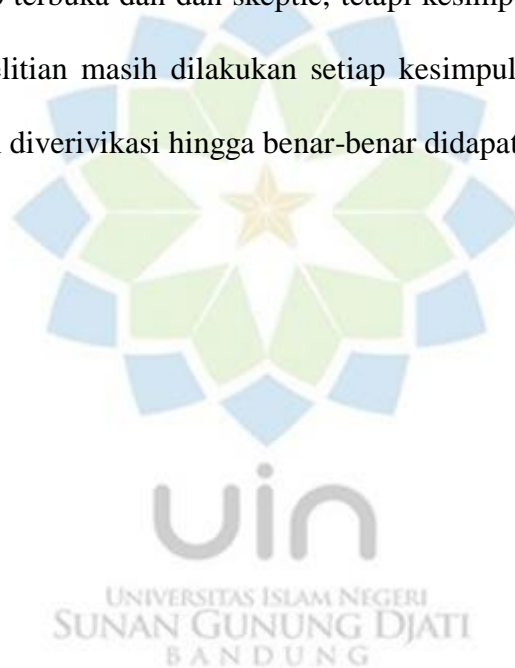 terbuka dan dan skeptic, tetapi
elitian masih dilakukan setiap
diverivikasi hingga benar-benar
uin
UNIVERSITAS ISLAM NEGERI
SUNAN GUNUNG DJATI
BANDUNG